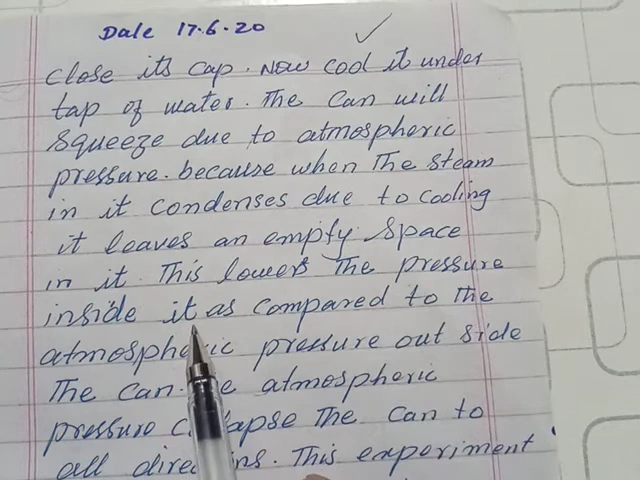 Date 17.6.20
Close its cap. Now cool it under
tap of water. The can will
squeeze due to atmospheric
pressure. because when The steam
in it condenses due to cooling
it leaves an empty space
in it. This lowers The pressure
inside it as compared to The
atmospheric pressure out side
The can. atmospheric
pressure The can to
all This experiment